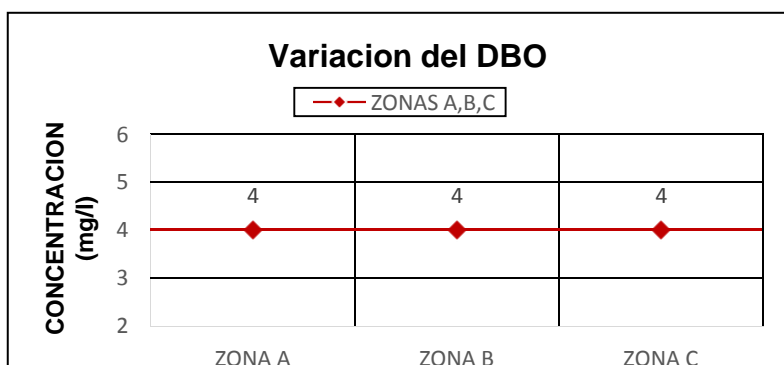 Variacion del DBO
ZONAS A,B,C
CONCENTRACION
(mg/l)
6
5
4
3
2
4 4 4
ZONA A ZONA B ZONA C